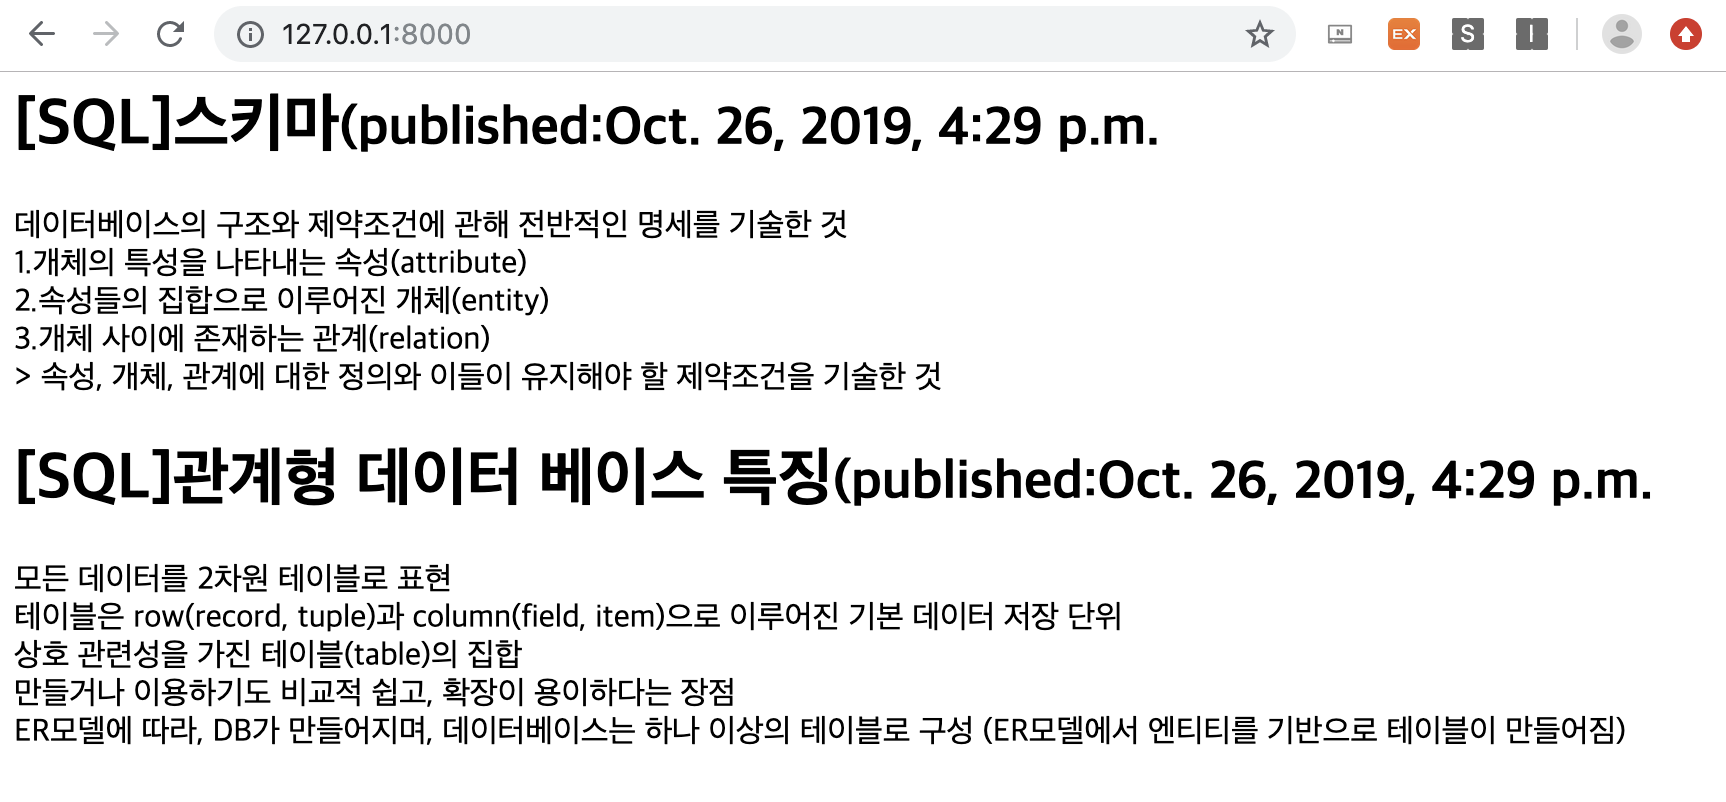 127.0.0.1:8000
N
EX
S
I
[SQL]스키마(published:Oct. 26, 2019, 4:29 p.m.
데이터베이스의 구조와 제약조건에 관해 전반적인 명세를 기술한 것
1.개체의 특성을 나타내는 속성(attribute)
2.속성들의 집합으로 이루어진 개체(entity)
3.개체 사이에 존재하는 관계(relation)
> 속성, 개체, 관계에 대한 정의와 이들이 유지해야 할 제약조건을 기술한 것
[SQL]관계형 데이터 베이스 특징(published:Oct. 26, 2019, 4:29 p.m.
모든 데이터를 2차원 테이블로 표현
테이블은 row(record, tuple)과 column(field, item)으로 이루어진 기본 데이터 저장 단위
상호 관련성을 가진 테이블(table)의 집합
만들거나 이용하기도 비교적 쉽고, 확장이 용이하다는 장점
ER모델에 따라, DB가 만들어지며, 데이터베이스는 하나 이상의 테이블로 구성 (ER모델에서 엔티티를 기반으로 테이블이 만들어짐)